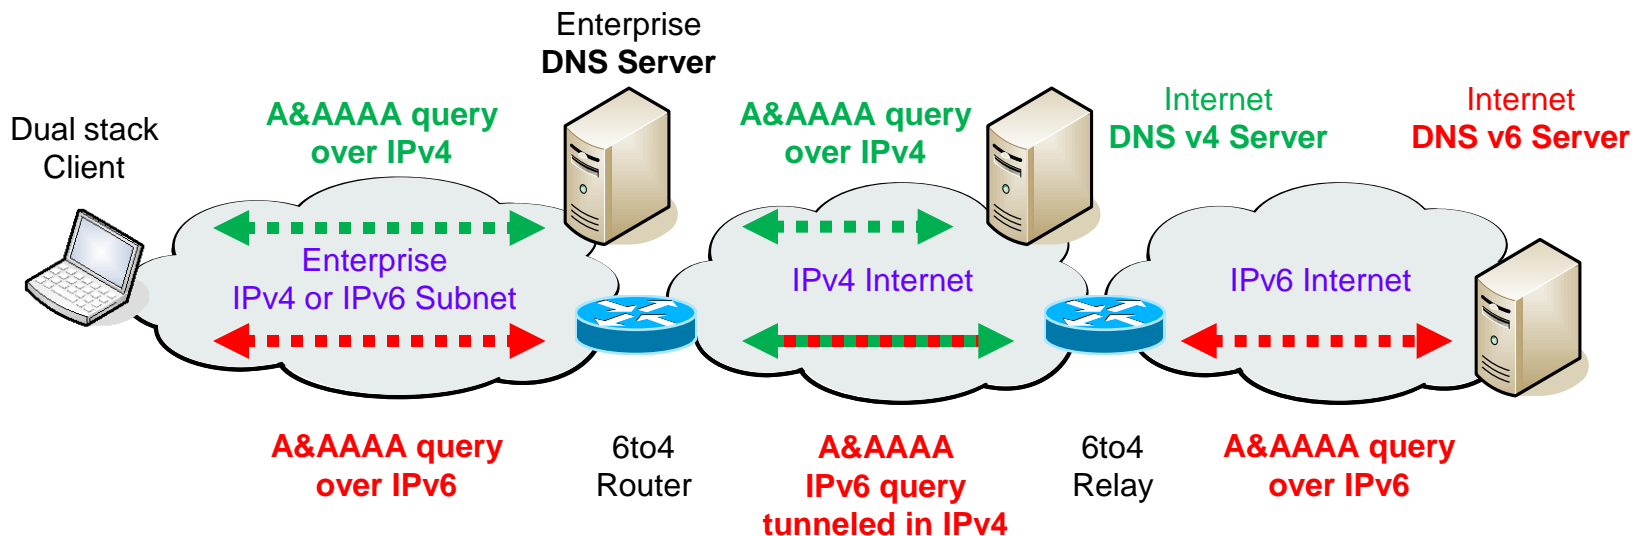 Enterprise
DNS Server
Dual stack
Client
A&AAAA query
over IPv4
A&AAAA query
over IPv4
Internet
DNS v4 Server
Internet
DNS v6 Server
Enterprise
IPv4 or IPv6 Subnet
IPv4 Internet
IPv6 Internet
A&AAAA query
over IPv6
6to4
Router
A&AAAA
IPv6 query
tunneled in IPv4
6to4
Relay
A&AAAA query
over IPv6